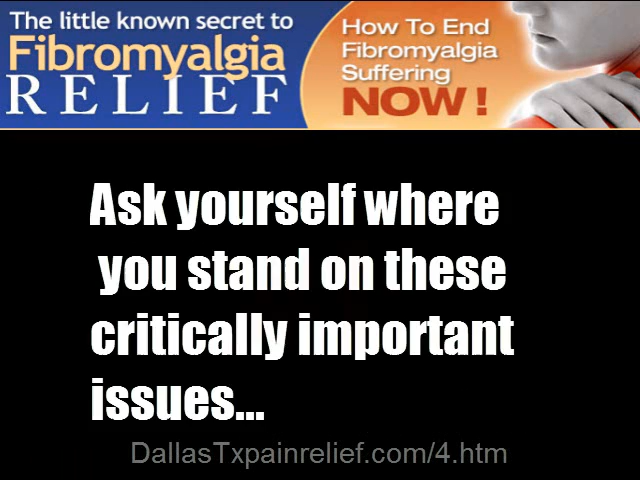 The little known secret to
Fibromyalgia
RELIEF
How To End
Fibromyalgia
Suffering
NOW!
Ask yourself where
you stand on these
critically important
issues...
DallasTxpainrelief.com/4.htm